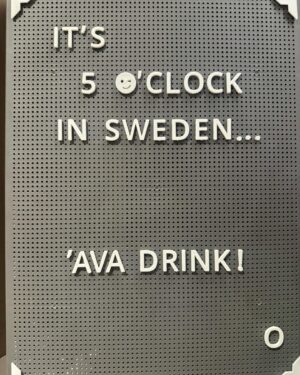 IT'S
5 😉'CLOCK
IN SWEDEN...
'AVA DRINK!
O